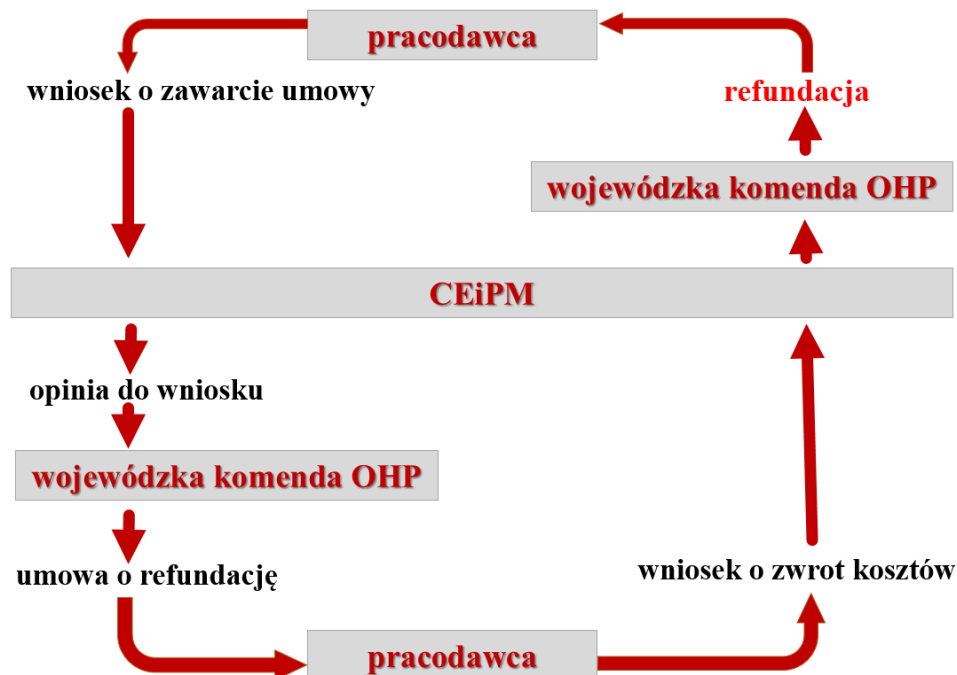 pracodawca
wniosek o zawarcie umowy
refundacja
wojewódzka komenda OHP
CEiPM
opinia do wniosku
wojewódzka komenda OHP
umowa o refundację
wniosek o zwrot kosztów
pracodawca